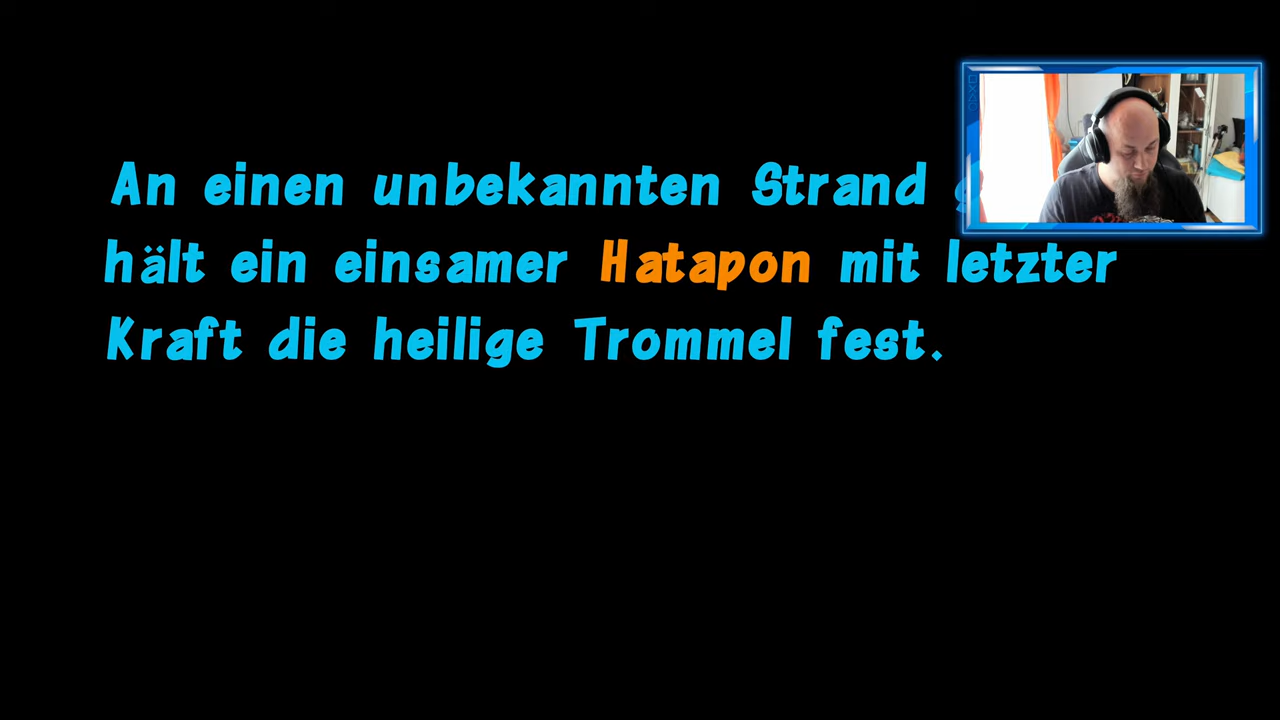 An einen unbekannten Strand
hält ein einsamer Hatapon mit letzter
Kraft die heilige Trommel fest.